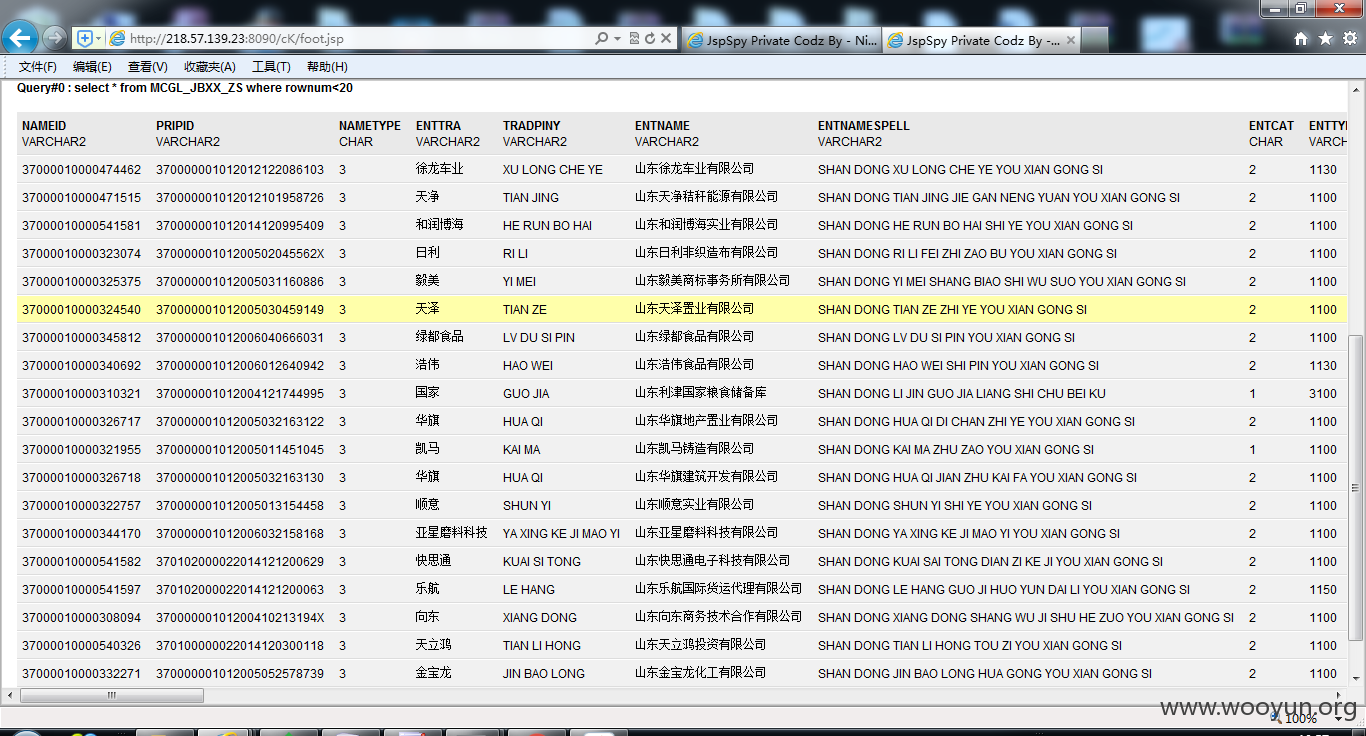 http://218.57.139.23:8090/cK/foot.jsp
JspSpy Private Codz By - Ni...
JspSpy Private Codz By -...
文件(F) 编辑(E) 查看(V) 收藏夹(A) 工具(T) 帮助(H)
Query#0 : select * from MCGL_JBXX_ZS where rownum<20
NAMEID PRIPID NAMETYPE ENTTRA TRADPINY ENTNAME ENTNAMESPELL ENTCAT ENTTY
VARCHAR2 VARCHAR2 CHAR VARCHAR2 VARCHAR2 VARCHAR2 VARCHAR2 CHAR VARCH
37000010000474462 3700000010120121220861​03 3 徐龙车业 XU LONG CHE YE 山东徐龙车业有限公司 SHAN DONG XU LONG CHE YE YOU XIAN GONG SI 2 1130
37000010000471515 370000001012012101958726 3 天净 TIAN JING 山东天净秸秆能源有限公司 SHAN DONG TIAN JING JIE GAN NENG YUAN YOU XIAN GONG SI 2 1100
37000010000541581 370000001012014120995409 3 和润博海 HE RUN BO HAI 山东和润博海实业有限公司 SHAN DONG HE RUN BO HAI SHI YE YOU XIAN GONG SI 2 1100
37000010000323074 37000000101200502045562X 3 日利 RI LI 山东日利非织造布有限公司 SHAN DONG RI LI FEI ZHI ZAO BU YOU XIAN GONG SI 2 1100
37000010000325375 370000001012005031160886 3 毅美 YI MEI 山东毅美商标事务所有限公司 SHAN DONG YI MEI SHANG BIAO SHI WU SUO YOU XIAN GONG SI 2 1100
37000010000324540 370000001012005030459149 3 天泽 TIAN ZE 山东天泽置业有限公司 SHAN DONG TIAN ZE ZHI YE YOU XIAN GONG SI 2 1100
37000010000345812 370000001012006040666031 3 绿都食品 LV DU SI PIN 山东绿都食品有限公司 SHAN DONG LV DU SI PIN YOU XIAN GONG SI 2 1100
37000010000340692 370000001012006012640942 3 浩伟 HAO WEI 山东浩伟食品有限公司 SHAN DONG HAO WEI SHI PIN YOU XIAN GONG SI 2 1130
37000010000310321 370000001012004121744995 3 国家 GUO JIA 山东利津国家粮食储备库 SHAN DONG LI JIN GUO JIA LIANG SHI CHU BEI KU 1 3100
37000010000326717 370000001012005032163122 3 华旗 HUA QI 山东华旗地产置业有限公司 SHAN DONG HUA QI DI CHAN ZHI YE YOU XIAN GONG SI 2 1100
37000010000321955 370000001012005011451045 3 凯马 KAI MA 山东凯马铸造有限公司 SHAN DONG KAI MA ZHU ZAO YOU XIAN GONG SI 1 1100
37000010000326718 370000001012005032163130 3 华旗 HUA QI 山东华旗建筑开发有限公司 SHAN DONG HUA QI JIAN ZHU KAI FA YOU XIAN GONG SI 2 1100
37000010000322757 370000001012005013154458 3 顺意 SHUN YI 山东顺意实业有限公司 SHAN DONG SHUN YI SHI YE YOU XIAN GONG SI 2 1100
37000010000344170 370000001012006032158168 3 亚星磨料科技 YA XING KE JI MAO YI 山东亚星磨料科技有限公司 SHAN DONG YA XING KE JI MAO YI YOU XIAN GONG SI 2 1100
37000010000541582 370102000022014121200629 3 快思通 KUAI SI TONG 山东快思通电子科技有限公司 SHAN DONG KUAI SAI TONG DIAN ZI KE JI YOU XIAN GONG SI 2 1100
37000010000541597 370102000022014121200063 3 乐航 LE HANG 山东乐航国际货运代理有限公司 SHAN DONG LE HANG GUO JI HUO YUN DAI LI YOU XIAN GONG SI 2 1150
37000010000308094 37000000101200410213194X 3 向东 XIANG DONG 山东向东商务技术合作有限公司 SHAN DONG XIANG DONG SHANG WU JI SHU HE ZUO YOU XIAN GONG SI 2 1100
37000010000540326 370100000022014120300118 3 天立鸿 TIAN LI HONG 山东天立鸿投资有限公司 SHAN DONG TIAN LI HONG TOU ZI YOU XIAN GONG SI 2 1100
37000010000332271 370000001012005052578739 3 金宝龙 JIN BAO LONG 山东金宝龙化工有限公司 SHAN DONG JIN BAO LONG HUA GONG YOU XIAN GONG SI 2 1100
www.wooyun.org
100%